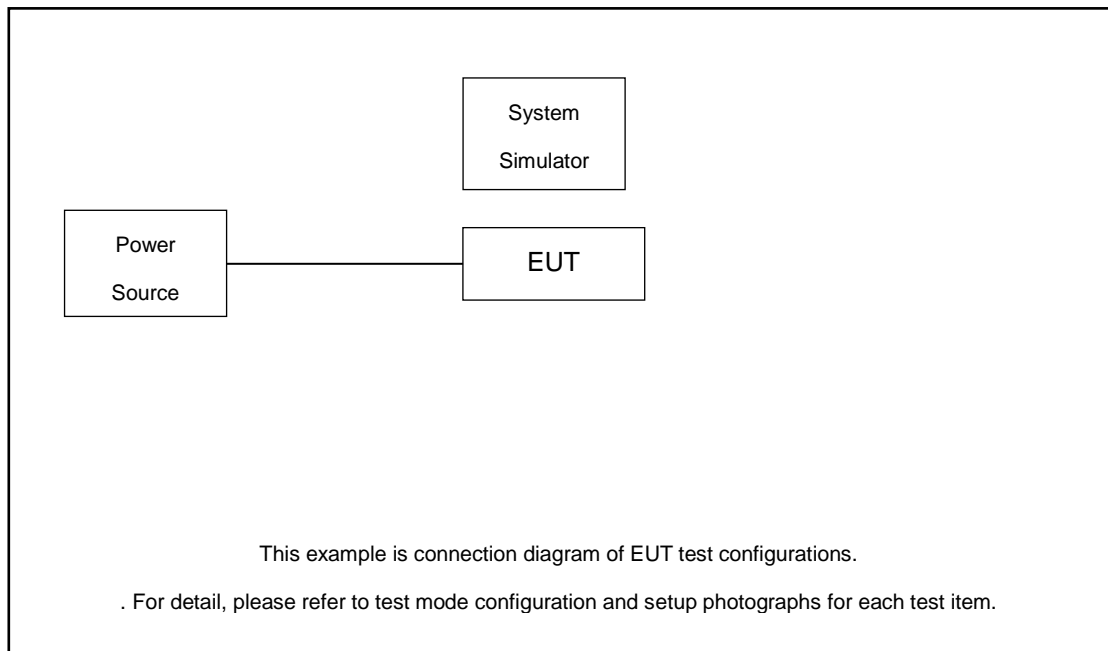 System
Simulator
Power
Source
EUT
This example is connection diagram of EUT test configurations.
. For detail, please refer to test mode configuration and setup photographs for each test item.